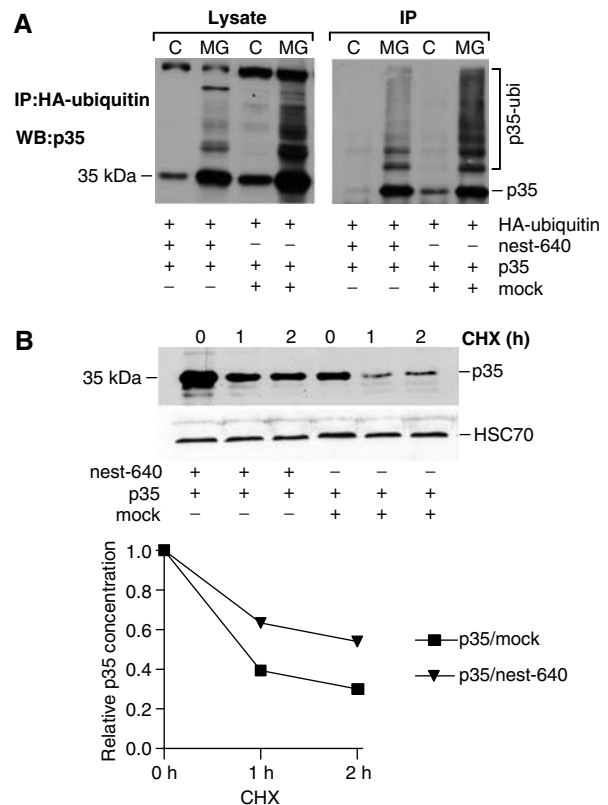 A
Lysate IP
C MG C MG C MG C MG
IP:HA-ubiquitin
WB:p35
p35-ubi
35 kDa
p35
+ + + + + + + + HA-ubiquitin
+ + – – + + – – nest-640
+ + + + + + + + p35
– – + + – – + + mock
B
0 1 2 0 1 2 CHX (h)
35 kDa
p35
HSC70
nest-640 + + + – – –
p35 + + + + + +
mock – – – + + +
Relative p35 concentration
1.0
0.8
0.6
0.4
0.2
0.0
p35/mock
p35/nest-640
0 h 1 h 2 h
CHX